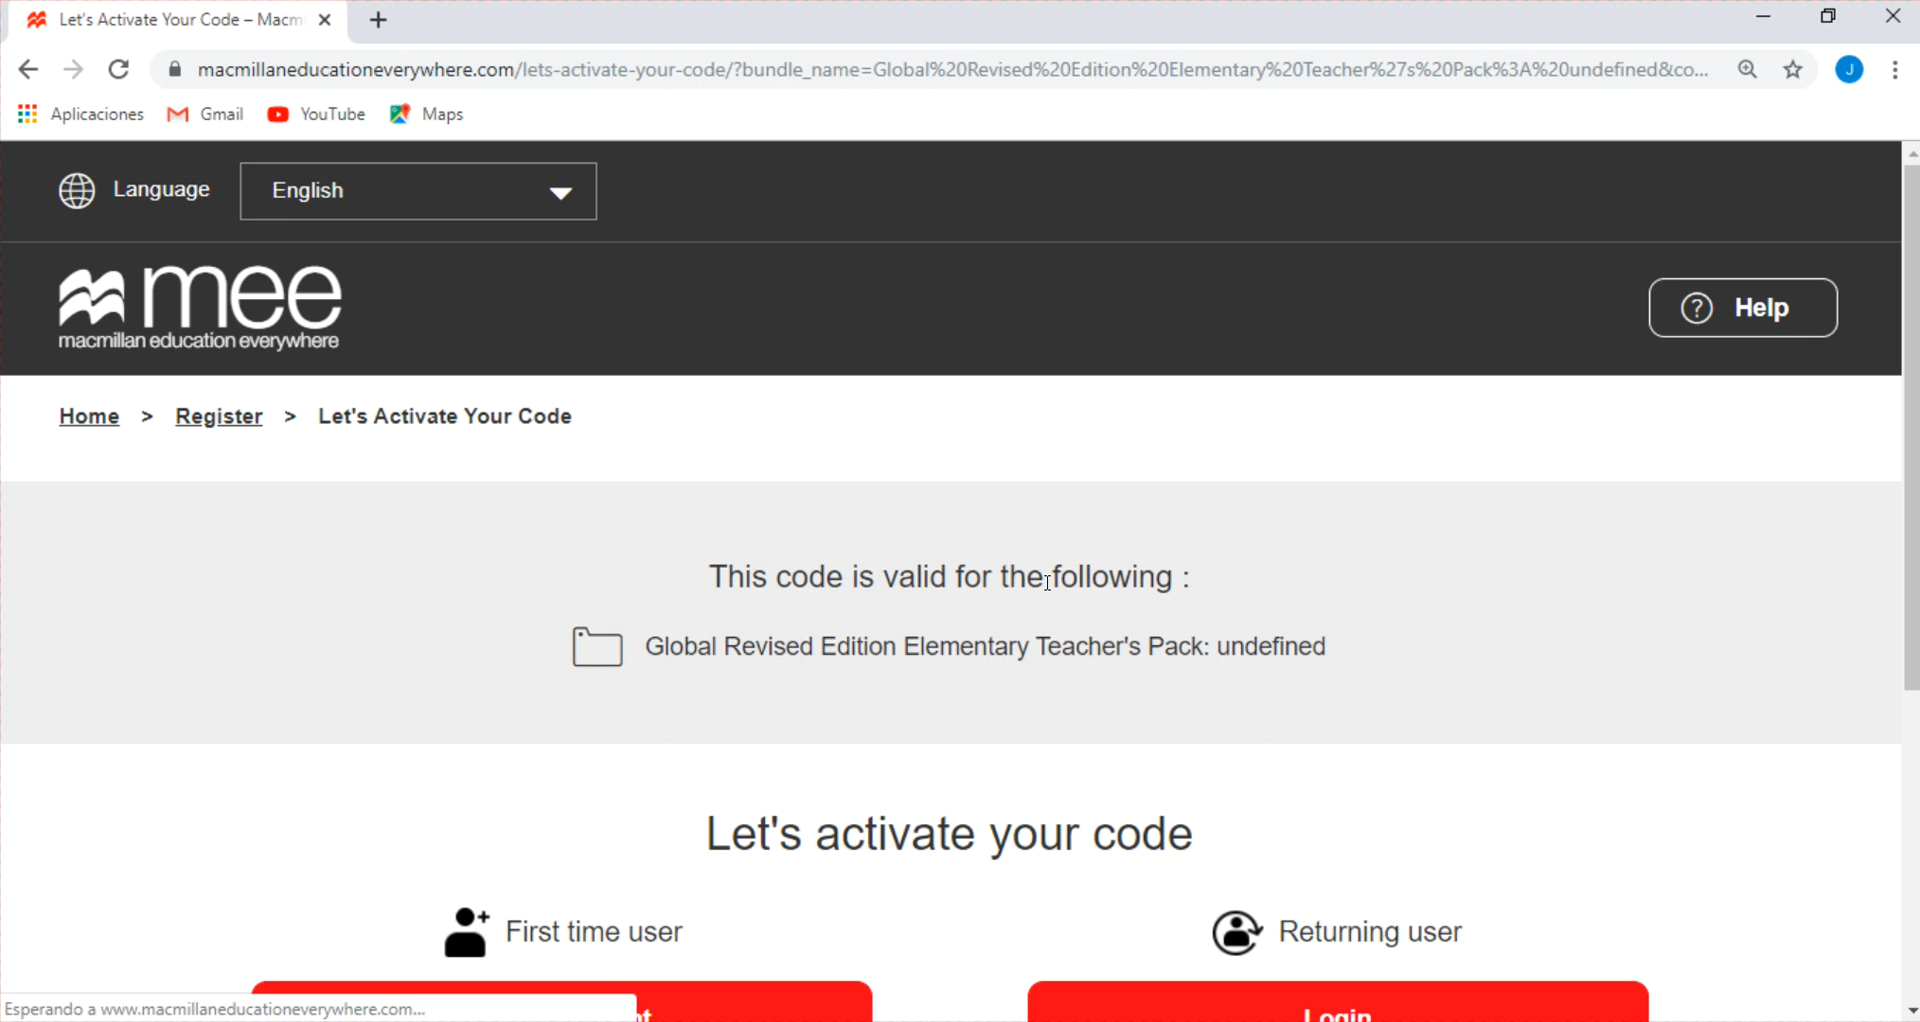 Let's Activate Your Code – Macm
macmillaneducationeverywhere.com/lets-activate-your-code/?bundle_name=Global%20Revised%20Edition%20Elementary%20Teacher%27s%20Pack%3A%20undefined&co...
J
Aplicaciones Gmail YouTube Maps
Language English
mee
macmillan education everywhere
? Help
Home > Register > Let's Activate Your Code
This code is valid for the following :
Global Revised Edition Elementary Teacher's Pack: undefined
Let's activate your code
First time user Returning user
Login
Esperando a www.macmillaneducationeverywhere.com...